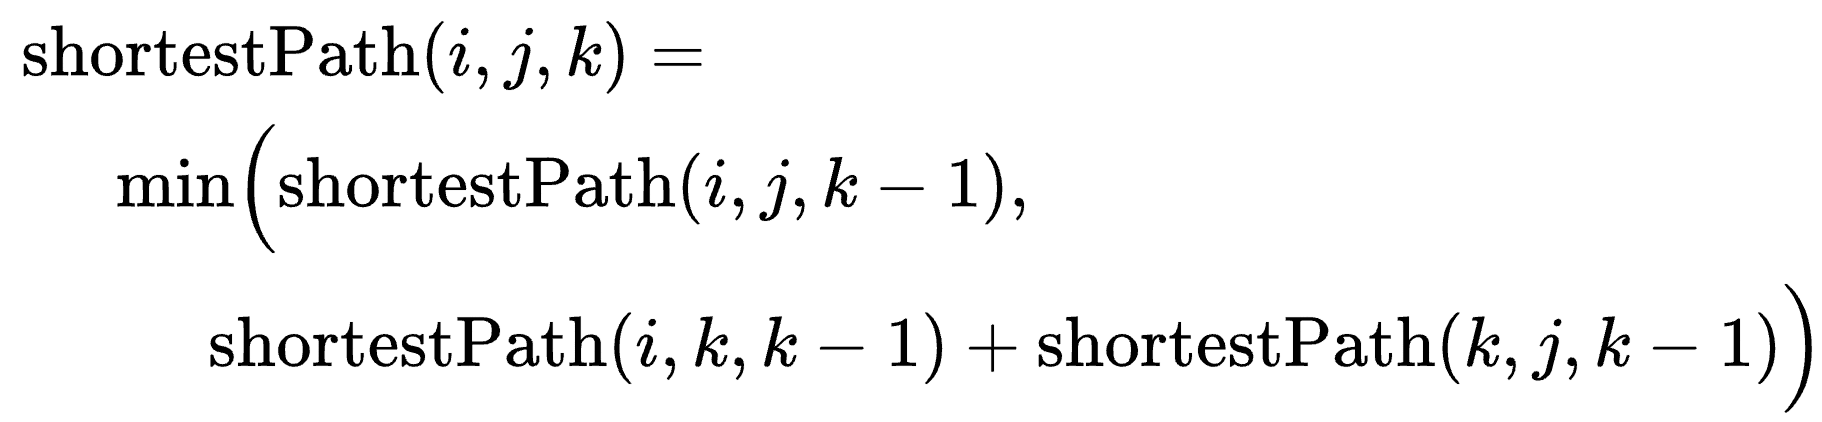 shortestPath(i, j, k) =
min(shortestPath(i, j, k − 1),
shortestPath(i, k, k − 1) + shortestPath(k, j, k − 1))